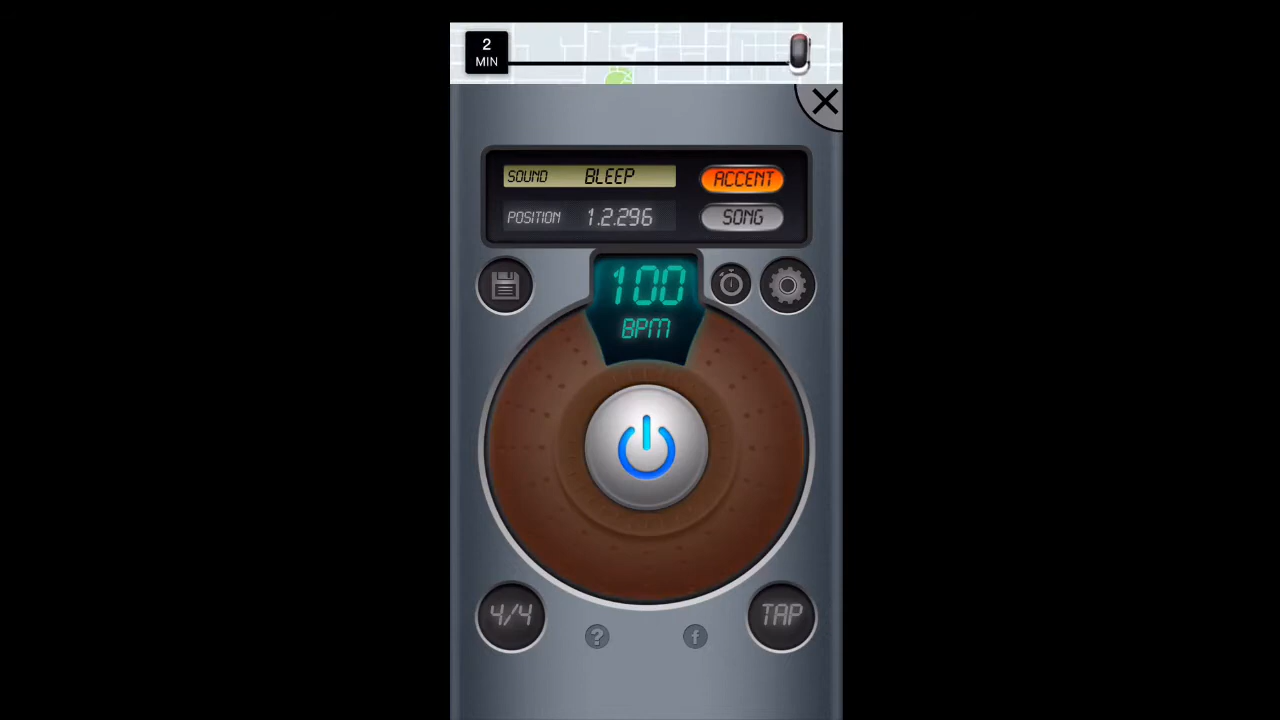 2
MIN
SOUND BLEEP
ACCENT
POSITION 1.2.296
SONG
100
BPM
4/4
TAP
?
f